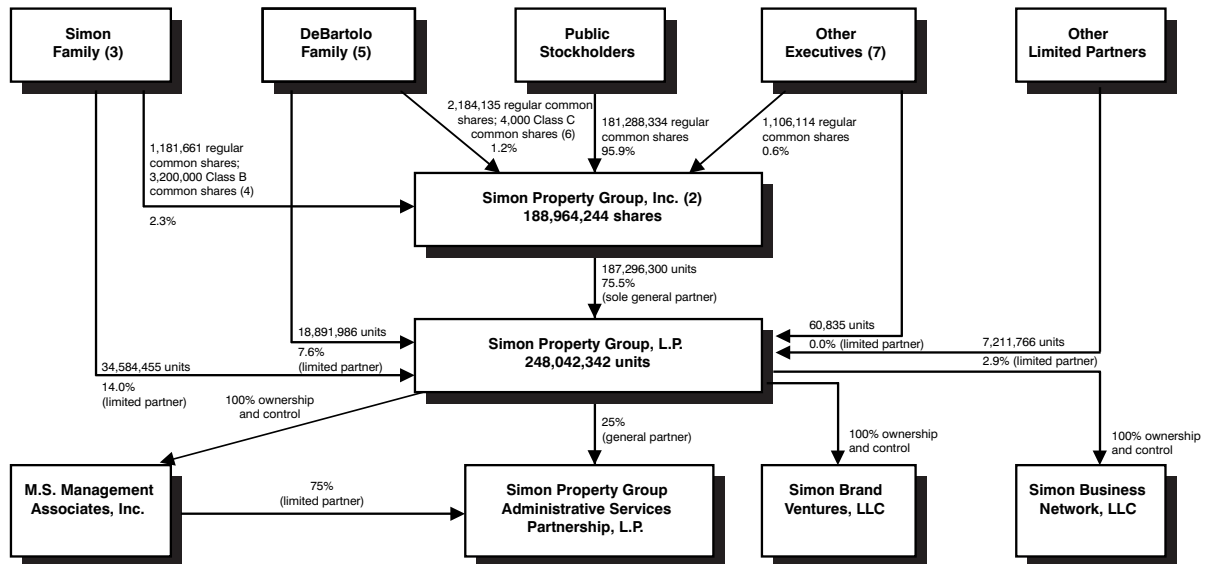 Simon
Family (3)
DeBartolo
Family (5)
Public
Stockholders
Other
Executives (7)
Other
Limited Partners
1,181,661 regular
common shares;
3,200,000 Class B
common shares (4)
2.3%
2,184,135 regular common
shares; 4,000 Class C
common shares (6)
1.2%
181,288,334 regular
common shares
95.9%
1,106,114 regular
common shares
0.6%
Simon Property Group, Inc. (2)
188,964,244 shares
187,296,300 units
75.5%
(sole general partner)
34,584,455 units
14.0%
(limited partner)
18,891,986 units
7.6%
(limited partner)
Simon Property Group, L.P.
248,042,342 units
60,835 units
0.0% (limited partner)
7,211,766 units
2.9% (limited partner)
100% ownership
and control
25%
(general partner)
100% ownership
and control
100% ownership
and control
M.S. Management
Associates, Inc.
75%
(limited partner)
Simon Property Group
Administrative Services
Partnership, L.P.
Simon Brand
Ventures, LLC
Simon Business
Network, LLC